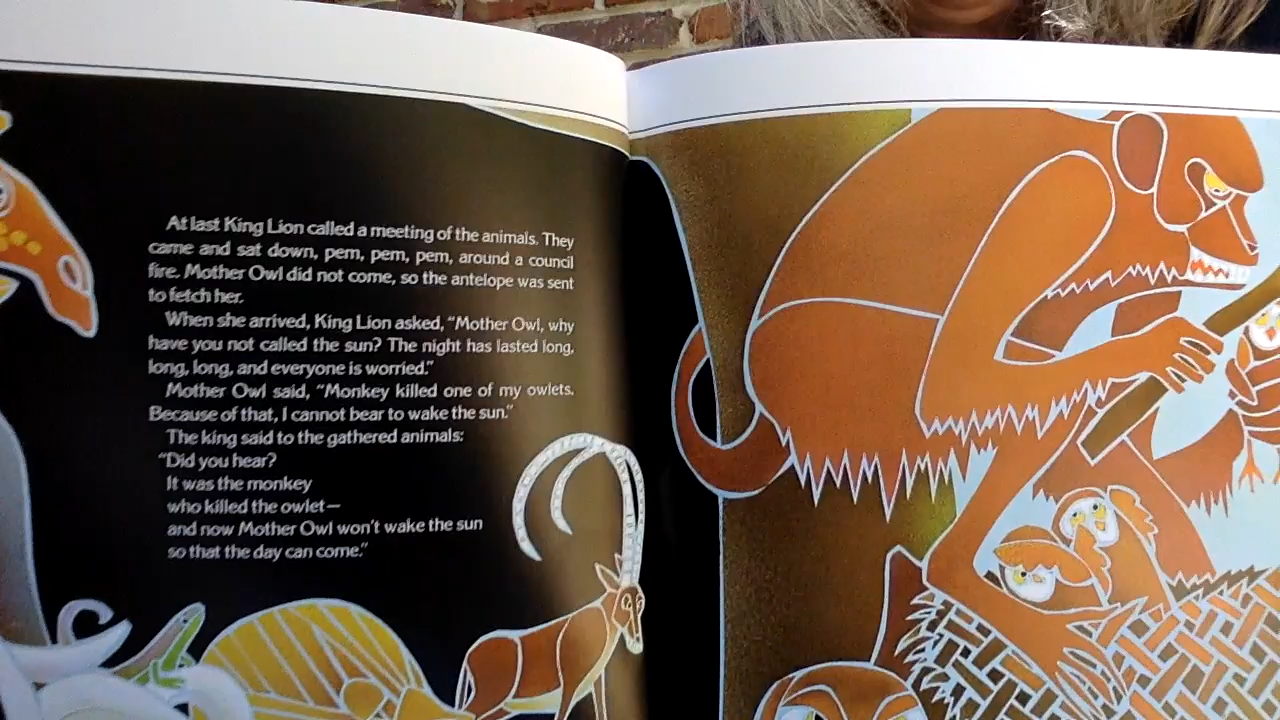 At last King Lion called a meeting of the animals. They
came and sat down, pem, pem, pem, around a council
fire. Mother Owl did not come, so the antelope was sent
to fetch her.
When she arrived, King Lion asked, “Mother Owl, why
have you not called the sun? The night has lasted long,
long, long, and everyone is worried.”
Mother Owl said, “Monkey killed one of my owlets.
Because of that, I cannot bear to wake the sun.”
The king said to the gathered animals:
“Did you hear?
It was the monkey
who killed the owlet—
and now Mother Owl won't wake the sun
so that the day can come.”